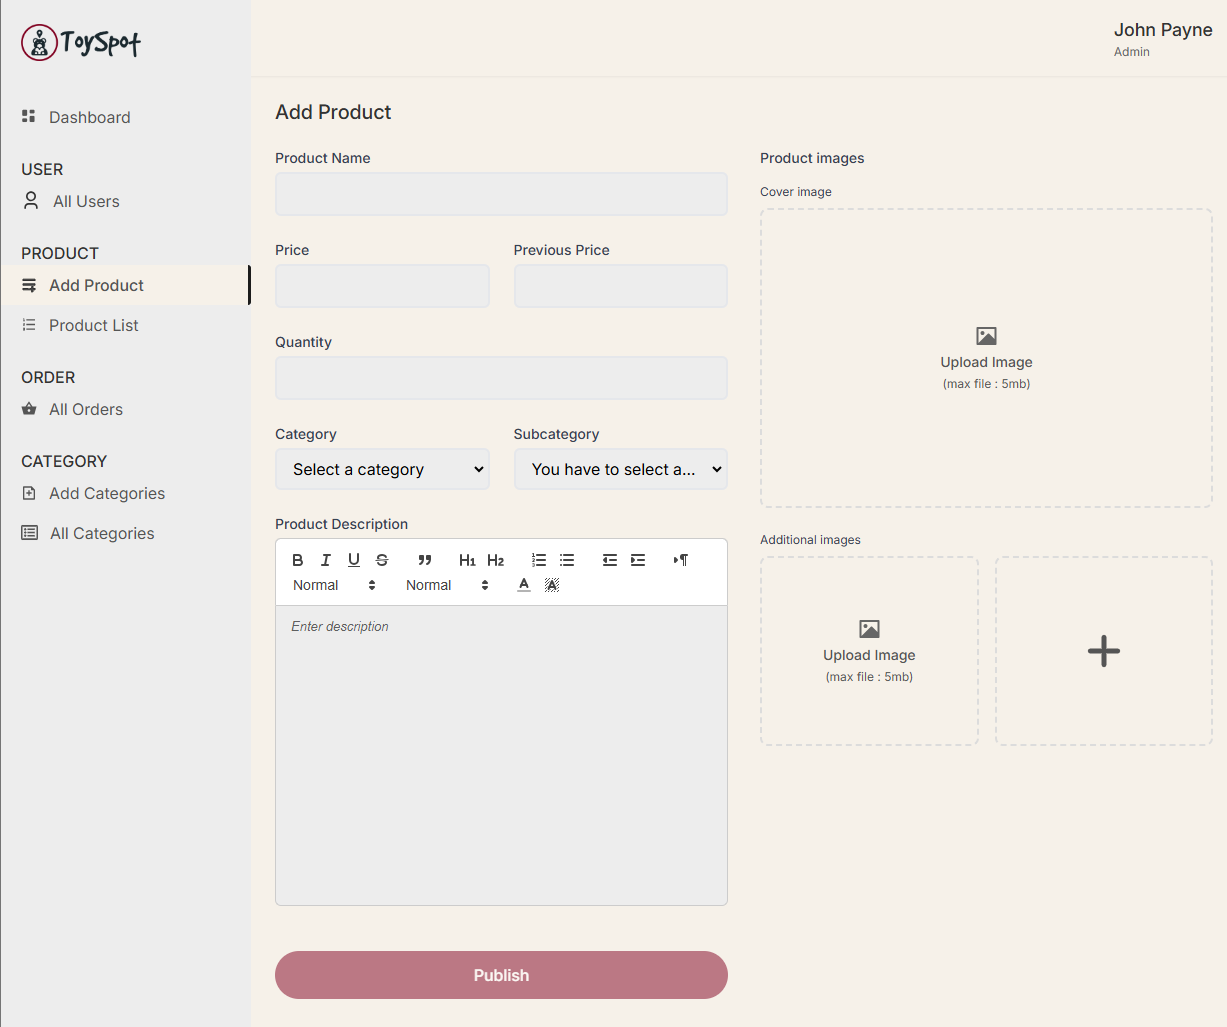 ToySpot
John Payne
Admin
Dashboard
USER
All Users
PRODUCT
Add Product
Product List
ORDER
All Orders
CATEGORY
Add Categories
All Categories
Add Product
Product Name
Price
Previous Price
Quantity
Category
Subcategory
Select a category
You have to select a...
Product Description
B I U S ” H1 H2 ¶
Normal Normal A A
Enter description
Publish
Product images
Cover image
Upload Image
(max file : 5mb)
Additional images
Upload Image
(max file : 5mb)